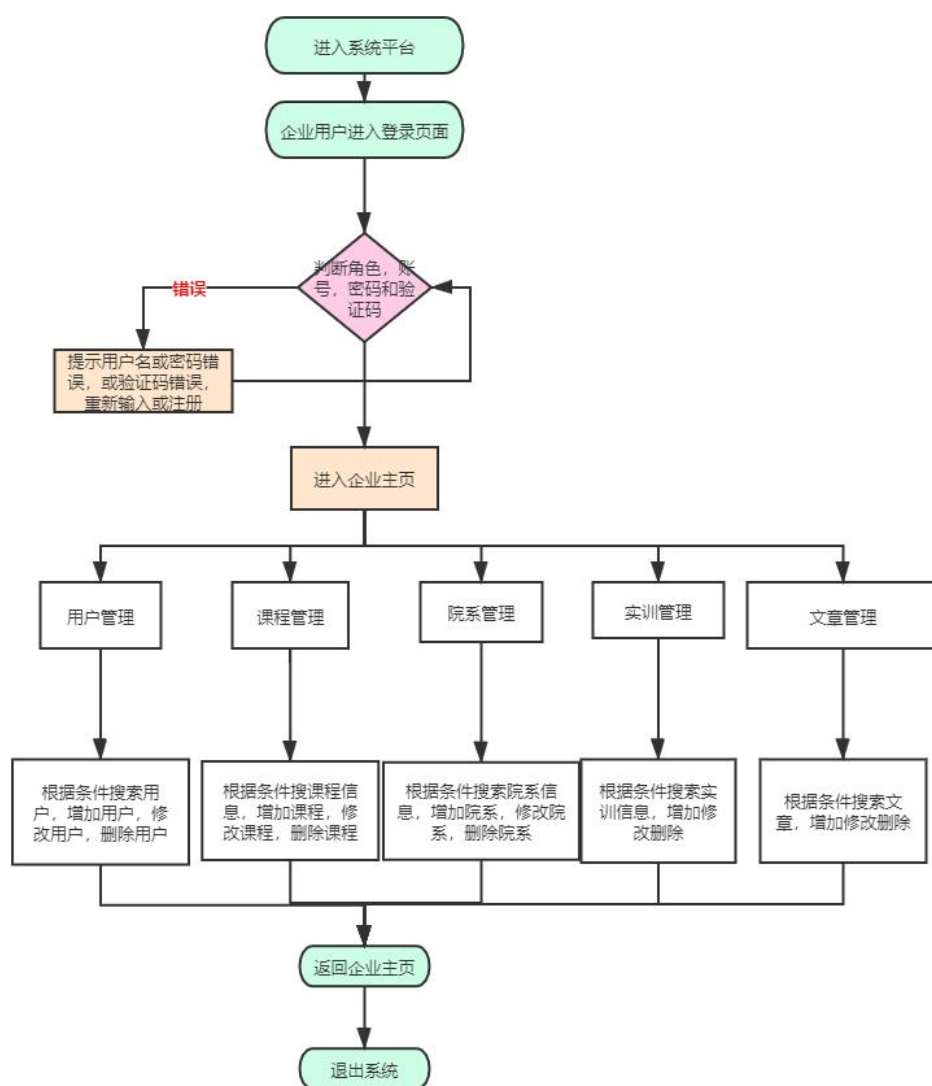 进入系统平台
企业用户进入登录页面
判断角色，账
号，密码和验
证码
错误
提示用户名或密码错
误，或验证码错误，
重新输入或注册
进入企业主页
用户管理
课程管理
院系管理
实训管理
文章管理
根据条件搜索用
户，增加用户，修
改用户，删除用户
根据条件搜课程信
息，增加课程，修
改课程，删除课程
根据条件搜索院系信
息，增加院系，修改院
系，删除院系
根据条件搜索实
训信息，增加修
改删除
根据条件搜索文
章，增加修改删除
返回企业主页
退出系统